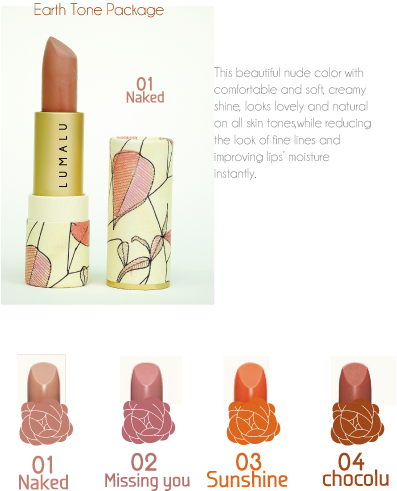 Earth Tone Package
01
Naked
LUMALU
This beautiful nude color with
comfortable and soft, creamy
shine, looks lovely and natural
on all skin tones,while reducing
the look of fine lines and
improving lips' moisture
instantly.
01
Naked
02
Missing you
03
Sunshine
04
chocolu